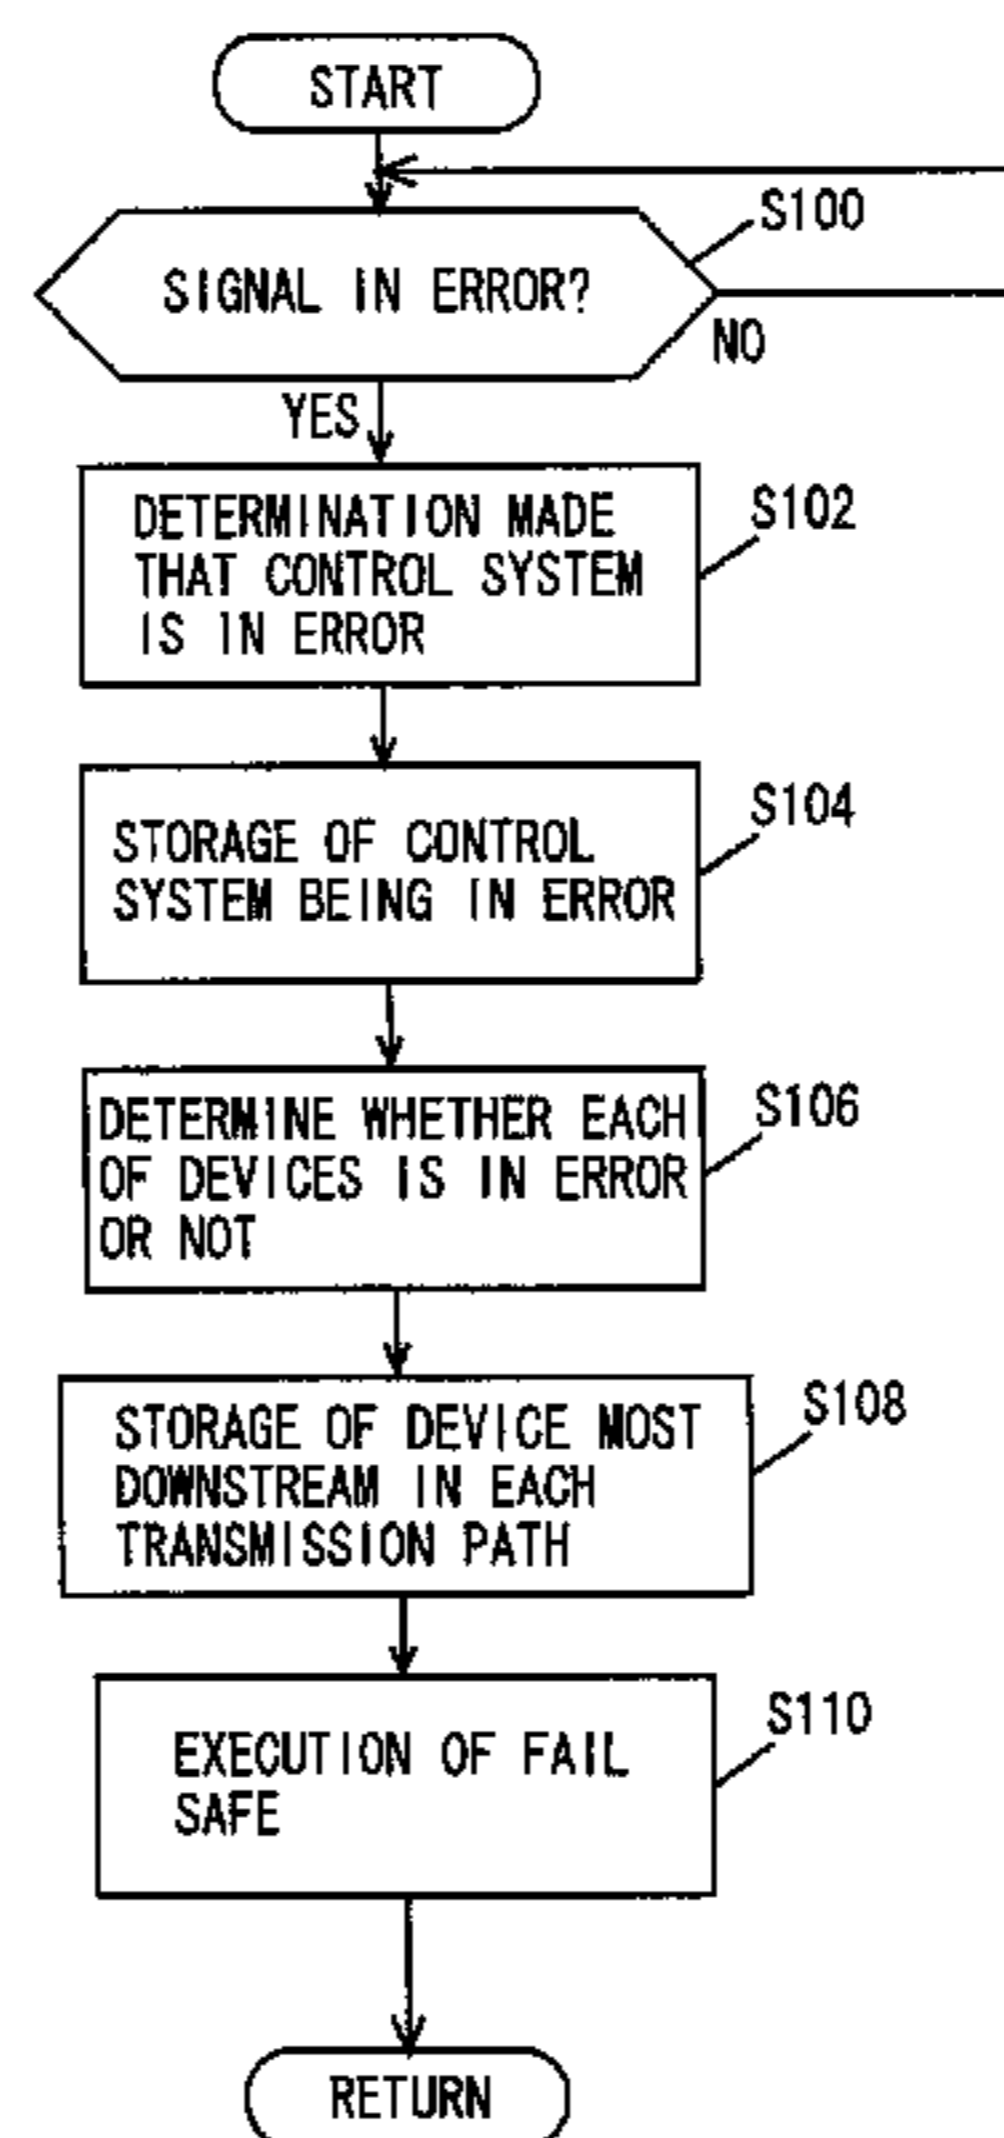 START
S100
SIGNAL IN ERROR?
NO
YES
S102
DETERMINATION MADE
THAT CONTROL SYSTEM
IS IN ERROR
S104
STORAGE OF CONTROL
SYSTEM BEING IN ERROR
S106
DETERMINE WHETHER EACH
OF DEVICES IS IN ERROR
OR NOT
S108
STORAGE OF DEVICE MOST
DOWNSTREAM IN EACH
TRANSMISSION PATH
S110
EXECUTION OF FAIL
SAFE
RETURN